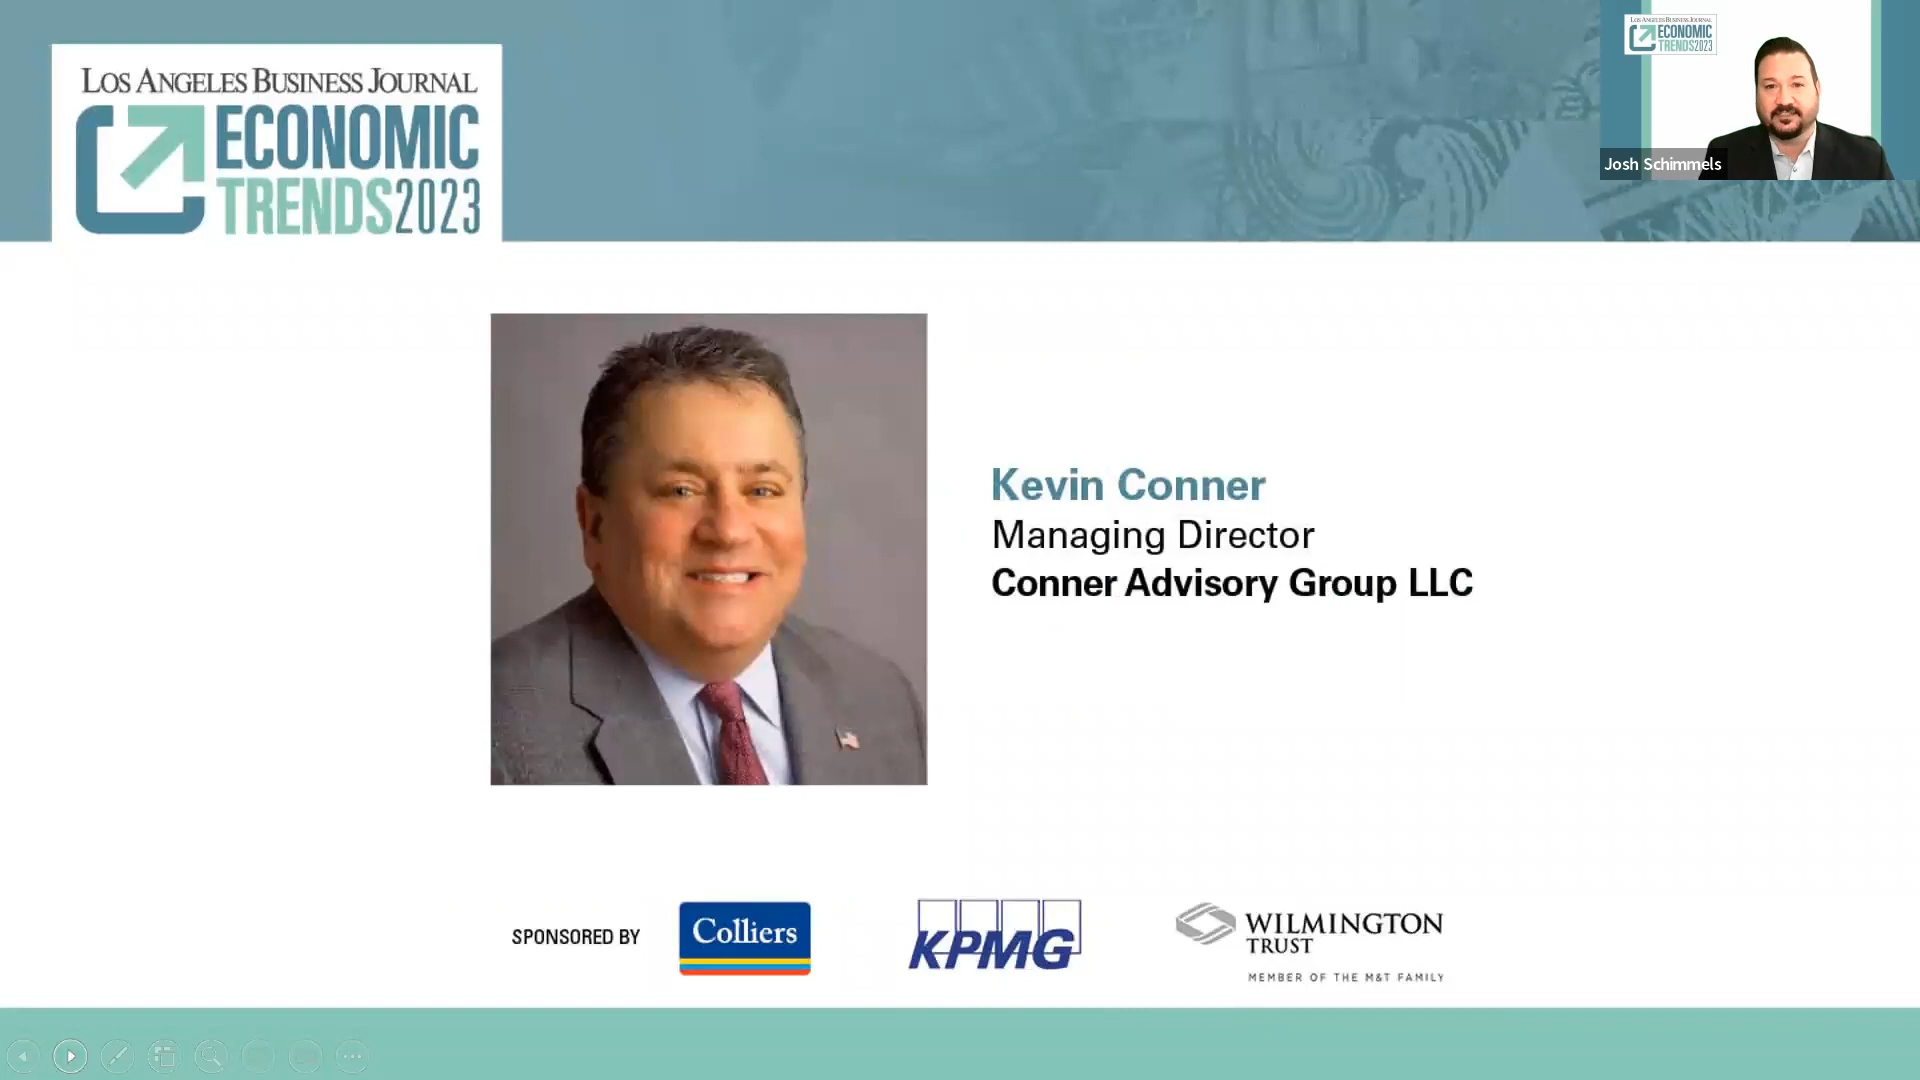 LOS ANGELES BUSINESS JOURNAL
ECONOMIC
TRENDS2023
LOS ANGELES BUSINESS JOURNAL
ECONOMIC
TRENDS2023
Josh Schimmels
Kevin Conner
Managing Director
Conner Advisory Group LLC
SPONSORED BY
Colliers
KPMG
WILMINGTON
TRUST
MEMBER OF THE M&T FAMILY